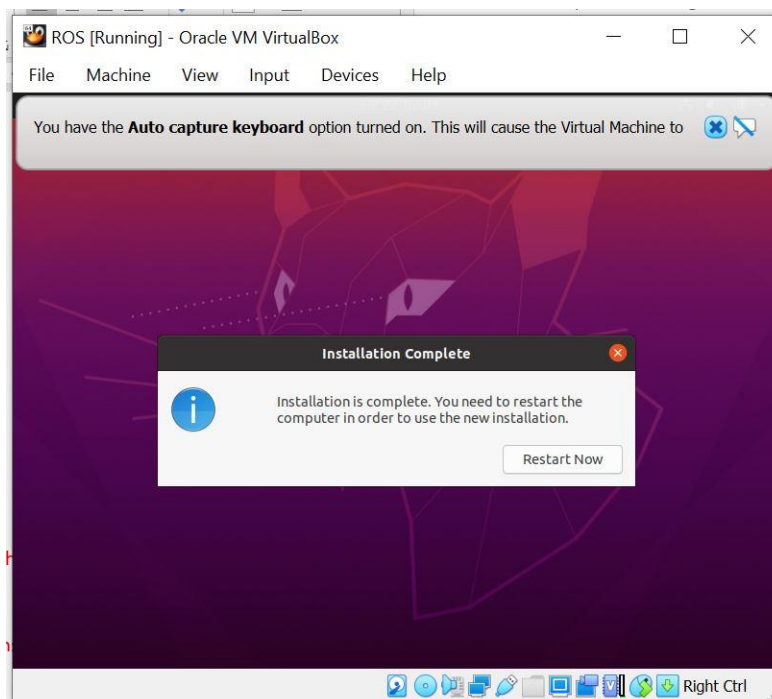 ROS [Running] - Oracle VM VirtualBox
File Machine View Input Devices Help
You have the Auto capture keyboard option turned on. This will cause the Virtual Machine to
Installation Complete
Installation is complete. You need to restart the
computer in order to use the new installation.
Restart Now
Right Ctrl